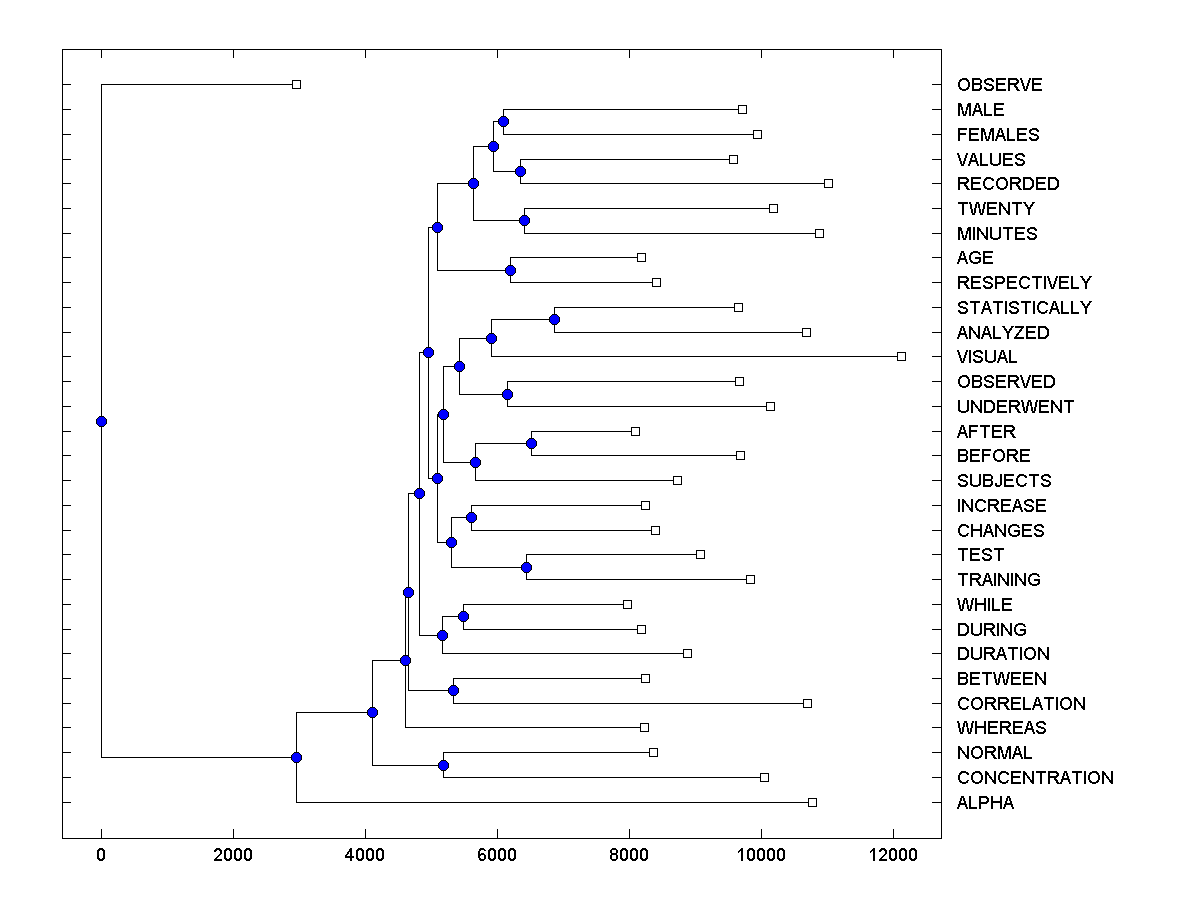 OBSERVE
MALE
FEMALES
VALUES
RECORDED
TWENTY
MINUTES
AGE
RESPECTIVELY
STATISTICALLY
ANALYZED
VISUAL
OBSERVED
UNDERWENT
AFTER
BEFORE
SUBJECTS
INCREASE
CHANGES
TEST
TRAINING
WHILE
DURING
DURATION
BETWEEN
CORRELATION
WHEREAS
NORMAL
CONCENTRATION
ALPHA
0 2000 4000 6000 8000 10000 12000